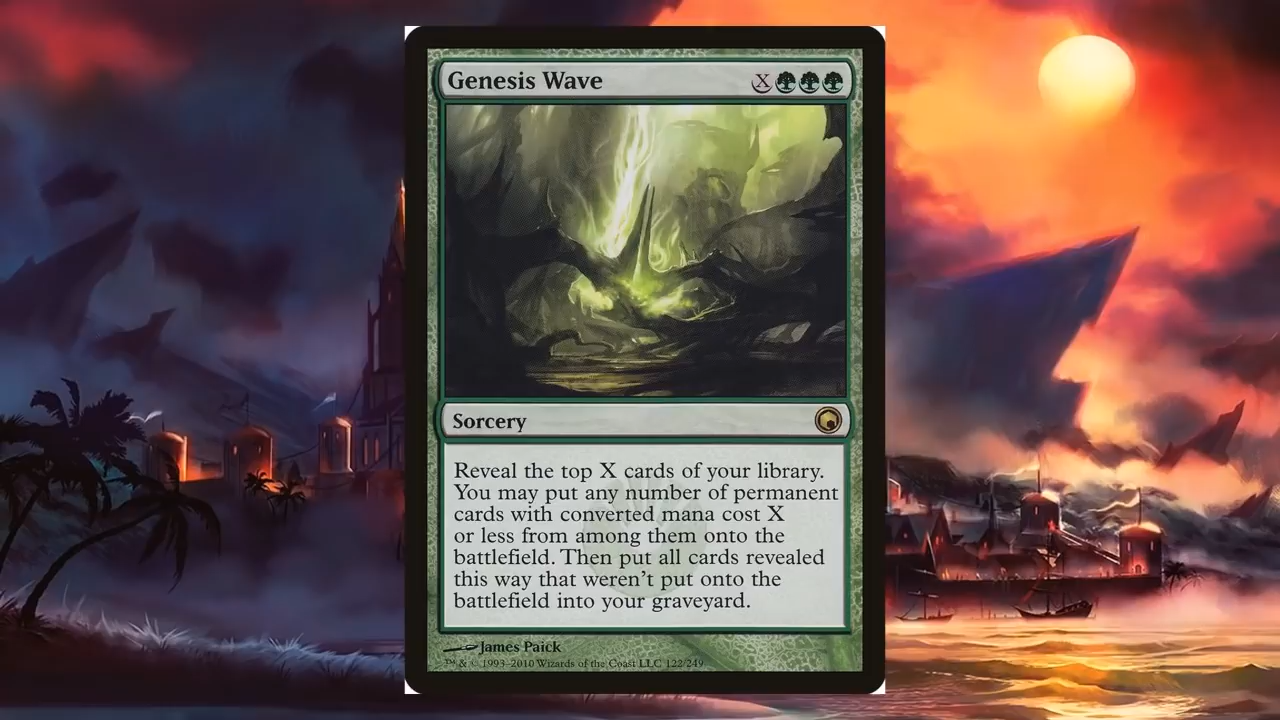 Genesis Wave X
Sorcery
Reveal the top X cards of your library.
You may put any number of permanent
cards with converted mana cost X
or less from among them onto the
battlefield. Then put all cards revealed
this way that weren't put onto the
battlefield into your graveyard.
James Paick
™ & © 1993–2010 Wizards of the Coast LLC 122/249